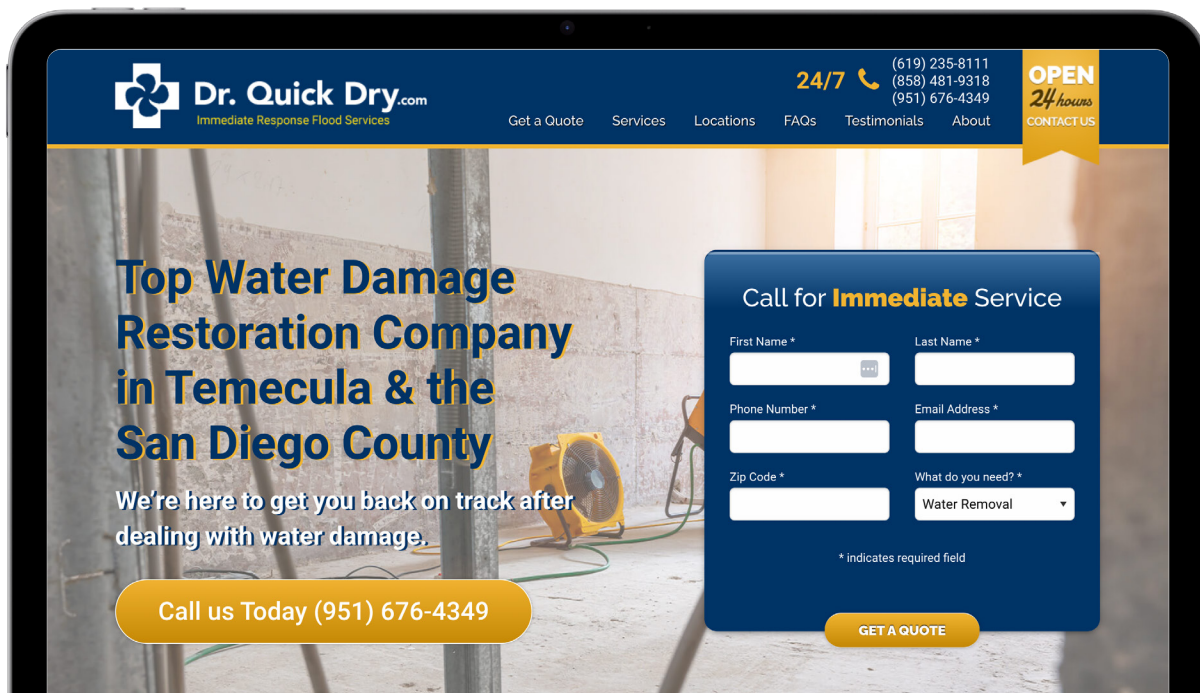 Dr. Quick Dry.com
Immediate Response Flood Services
24/7
(619) 235-8111
(858) 481-9318
(951) 676-4349
Get a Quote Services Locations FAQs Testimonials About
OPEN
24 hours
CONTACT US
Top Water Damage
Restoration Company
in Temecula & the
San Diego County
We're here to get you back on track after
dealing with water damage.
Call us Today (951) 676-4349
Call for Immediate Service
First Name * Last Name *
Phone Number * Email Address *
Zip Code * What do you need? *
Water Removal
* indicates required field
GET A QUOTE